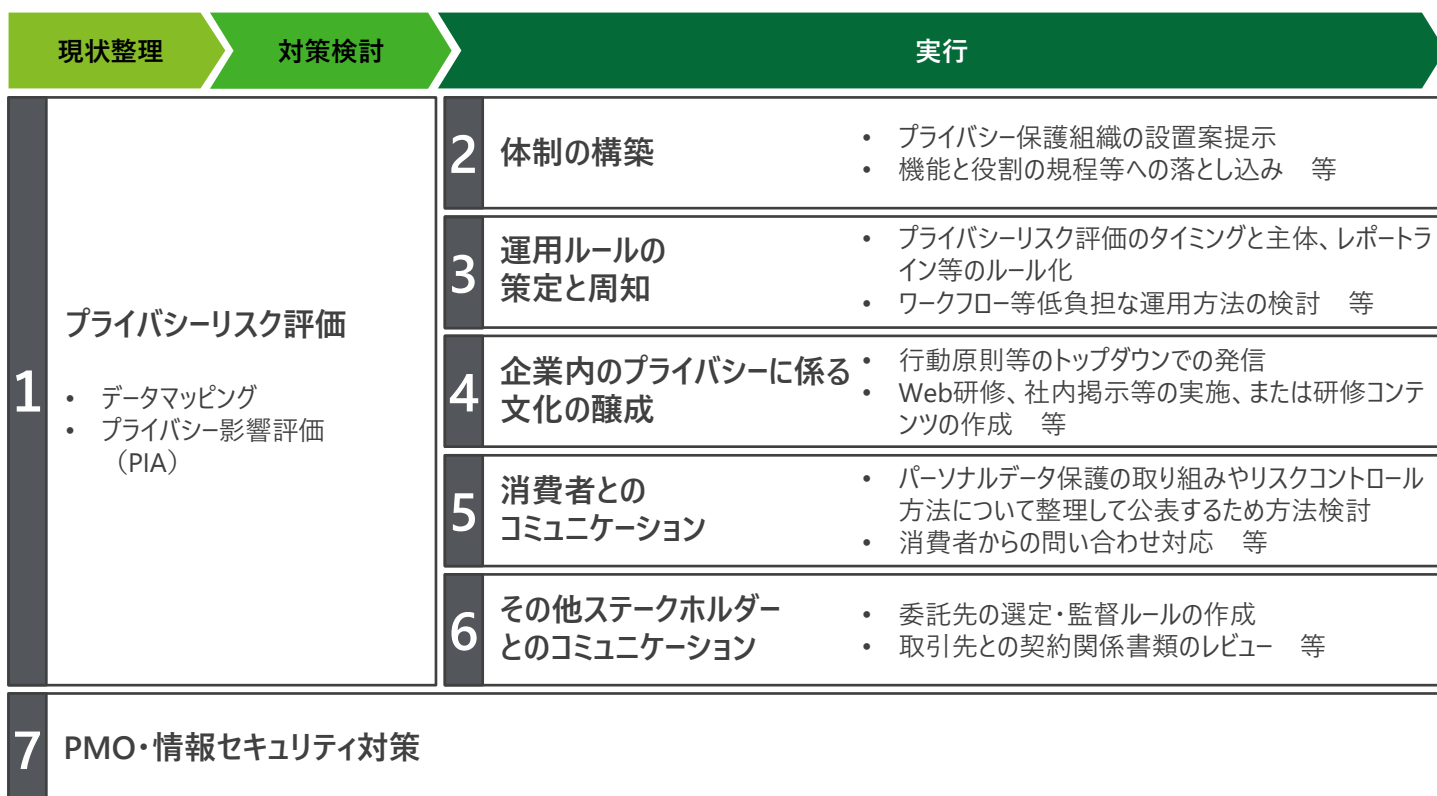 現状整理
対策検討
実行
1
プライバシーリスク評価
• データマッピング
• プライバシー影響評価
（PIA）
2
体制の構築
• プライバシー保護組織の設置案提示
• 機能と役割の規程等への落とし込み　等
3
運用ルールの
策定と周知
• プライバシーリスク評価のタイミングと主体、レポートラ
イン等のルール化
• ワークフロー等低負担な運用方法の検討　等
4
企業内のプライバシーに係る
文化の醸成
• 行動原則等のトップダウンでの発信
• Web研修、社内掲示等の実施、または研修コンテ
ンツの作成　等
5
消費者との
コミュニケーション
• パーソナルデータ保護の取り組みやリスクコントロール
方法について整理して公表するため方法検討
• 消費者からの問い合わせ対応　等
6
その他ステークホルダー
とのコミュニケーション
• 委託先の選定・監督ルールの作成
• 取引先との契約関係書類のレビュー　等
7
PMO・情報セキュリティ対策